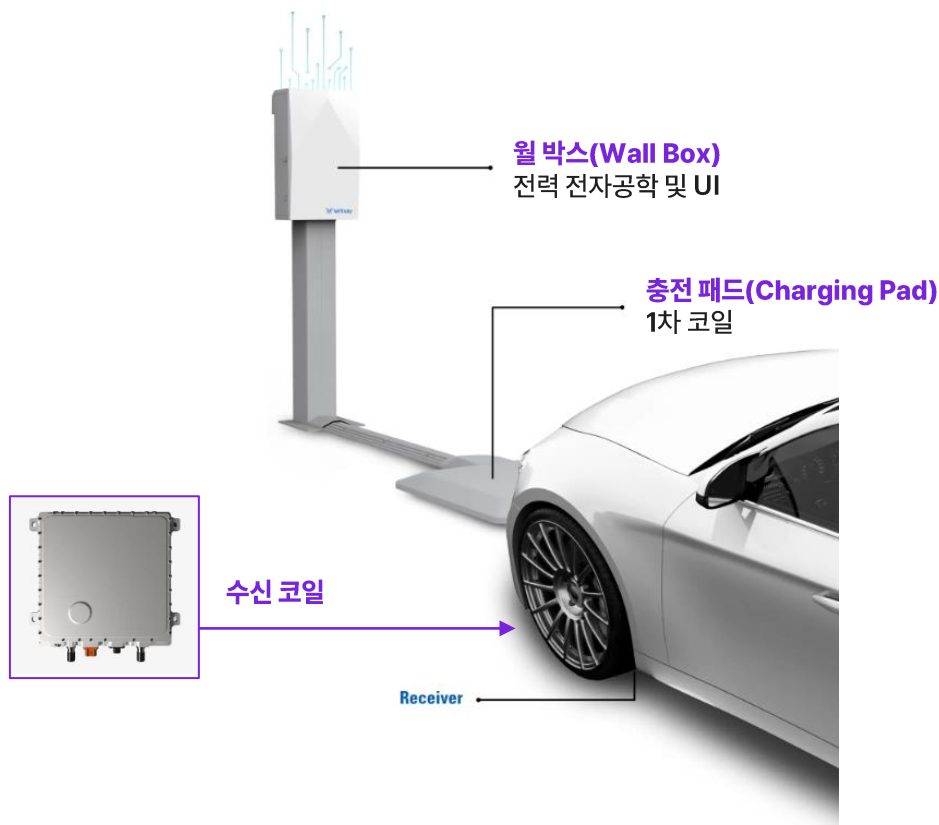 월 박스(Wall Box)
전력 전자공학 및 UI
충전 패드(Charging Pad)
1차 코일
수신 코일
Receiver